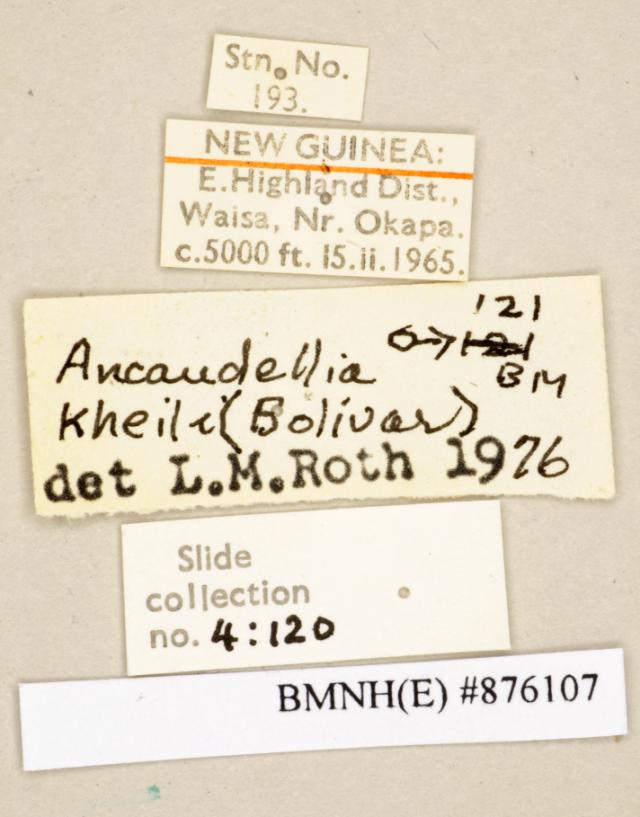 Stn. No.
193.
NEW GUINEA:
E.Highland Dist.,
Waisa, Nr. Okapa.
c.5000 ft. 15.ii.1965.
121
Ancaudellia ♂ 121
BM
kheili (Bolivar)
det L.M.Roth 1976
Slide
collection
no. 4:120
BMNH(E) #876107